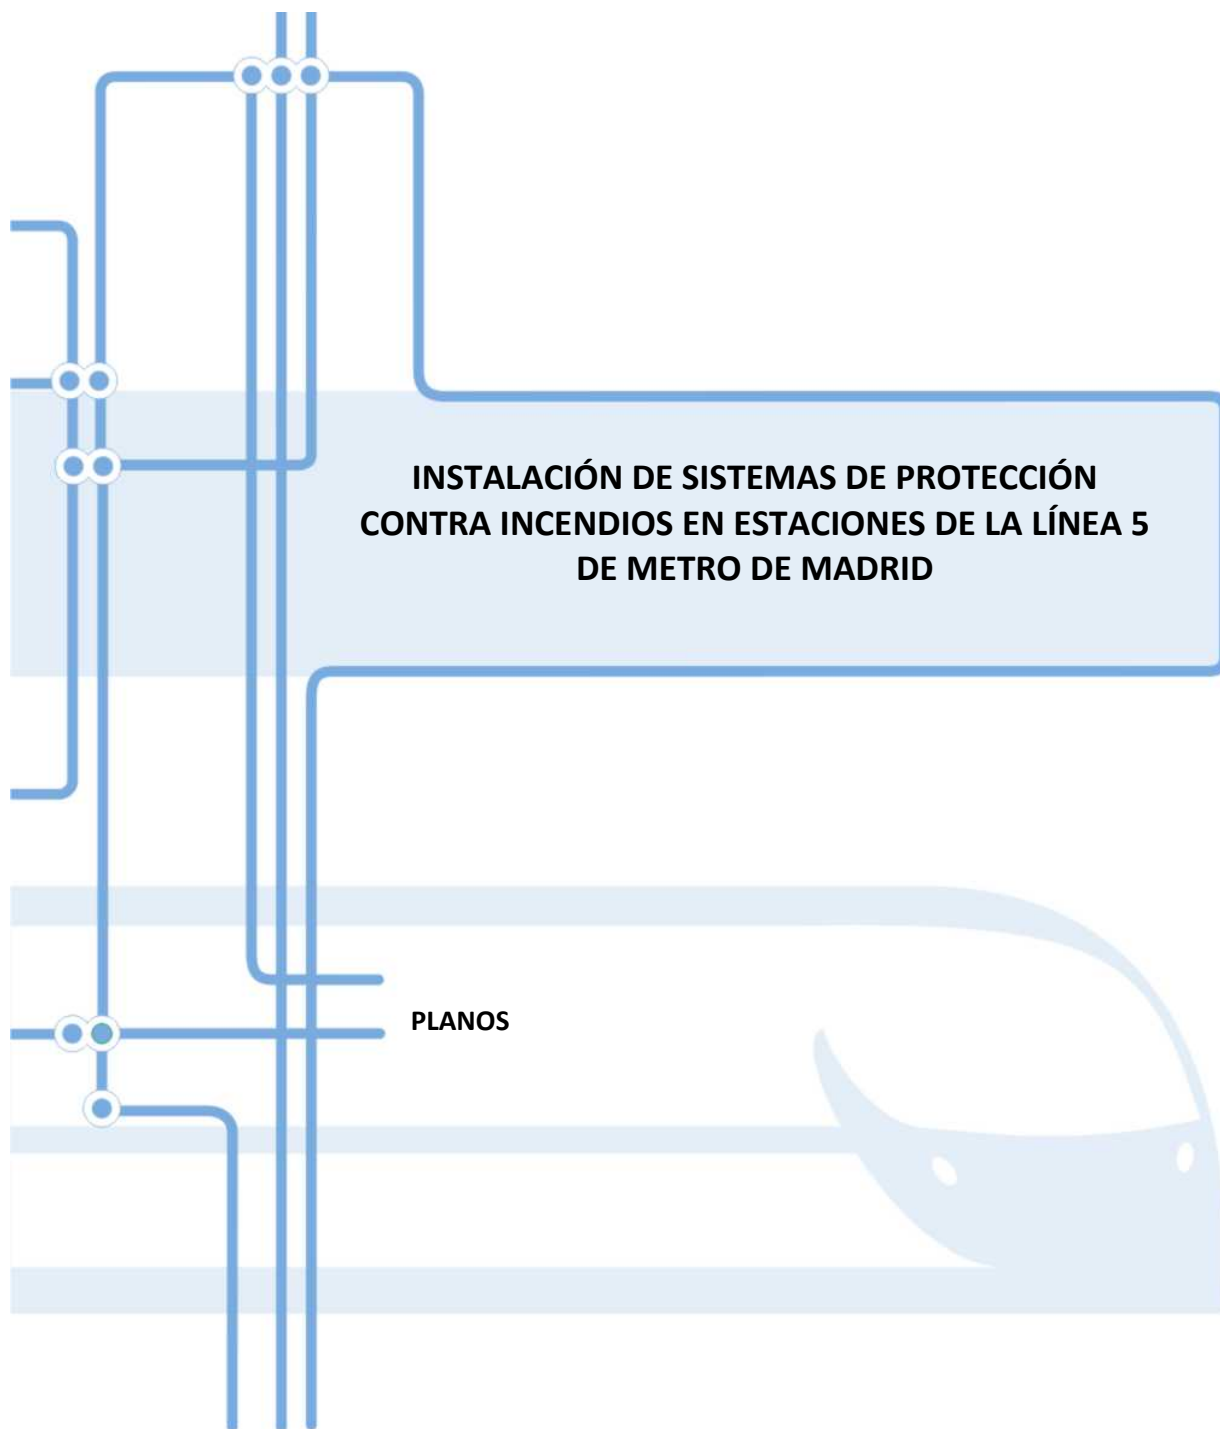 INSTALACIÓN DE SISTEMAS DE PROTECCIÓN
CONTRA INCENDIOS EN ESTACIONES DE LA LÍNEA 5
DE METRO DE MADRID
PLANOS